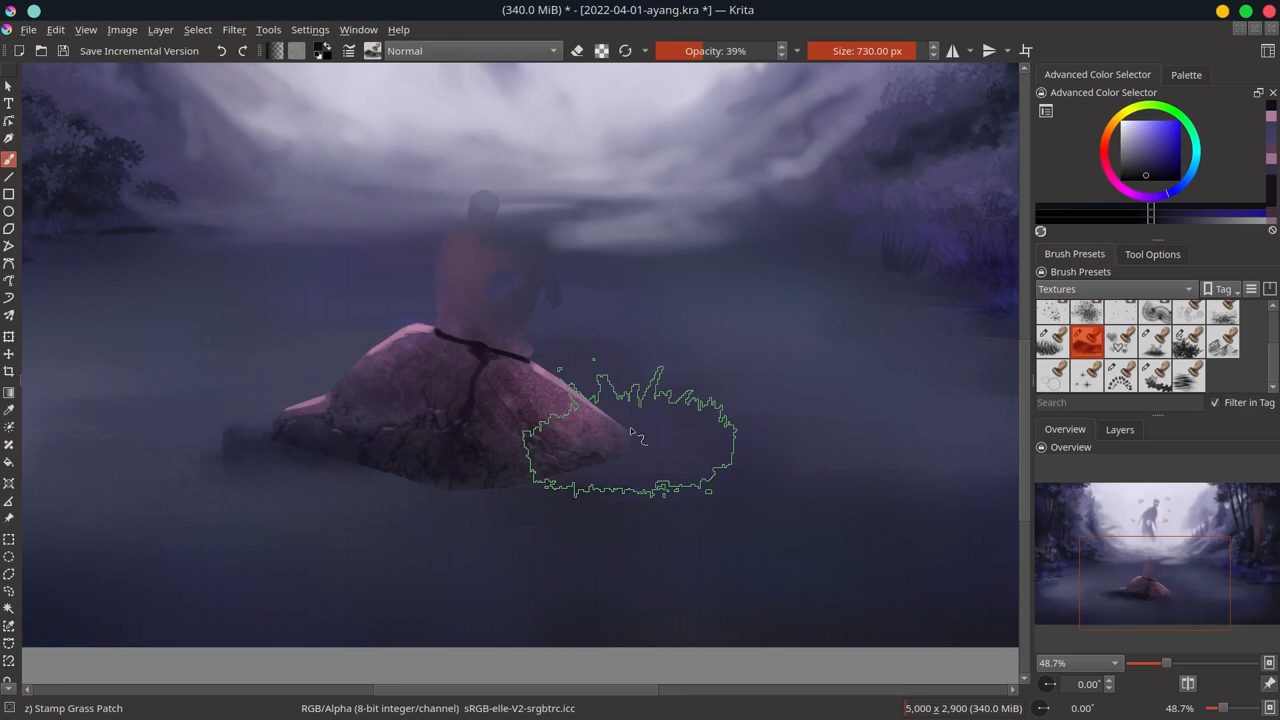 (340.0 MiB) * - [2022-04-01-ayang.kra *] — Krita
File Edit View Image Layer Select Filter Tools Settings Window Help
Save Incremental Version Normal Opacity: 39% Size: 730.00 px
Advanced Color Selector Palette
Advanced Color Selector
Brush Presets Tool Options
Brush Presets
Textures Tag
Search Filter in Tag
Overview Layers
Overview
48.7%
0.00°
z) Stamp Grass Patch RGB/Alpha (8-bit integer/channel) sRGB-elle-V2-srgbtrc.icc 5,000 x 2,900 (340.0 MiB) 0.00° 48.7%